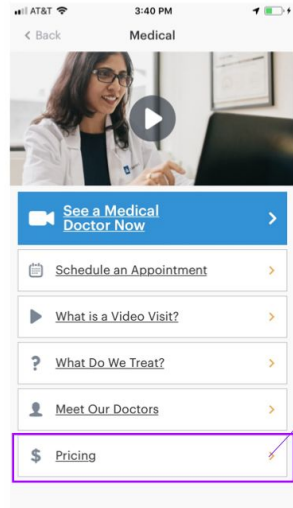 AT&T 3:40 PM
< Back Medical
See a Medical
Doctor Now
Schedule an Appointment
What is a Video Visit?
? What Do We Treat?
Meet Our Doctors
$ Pricing